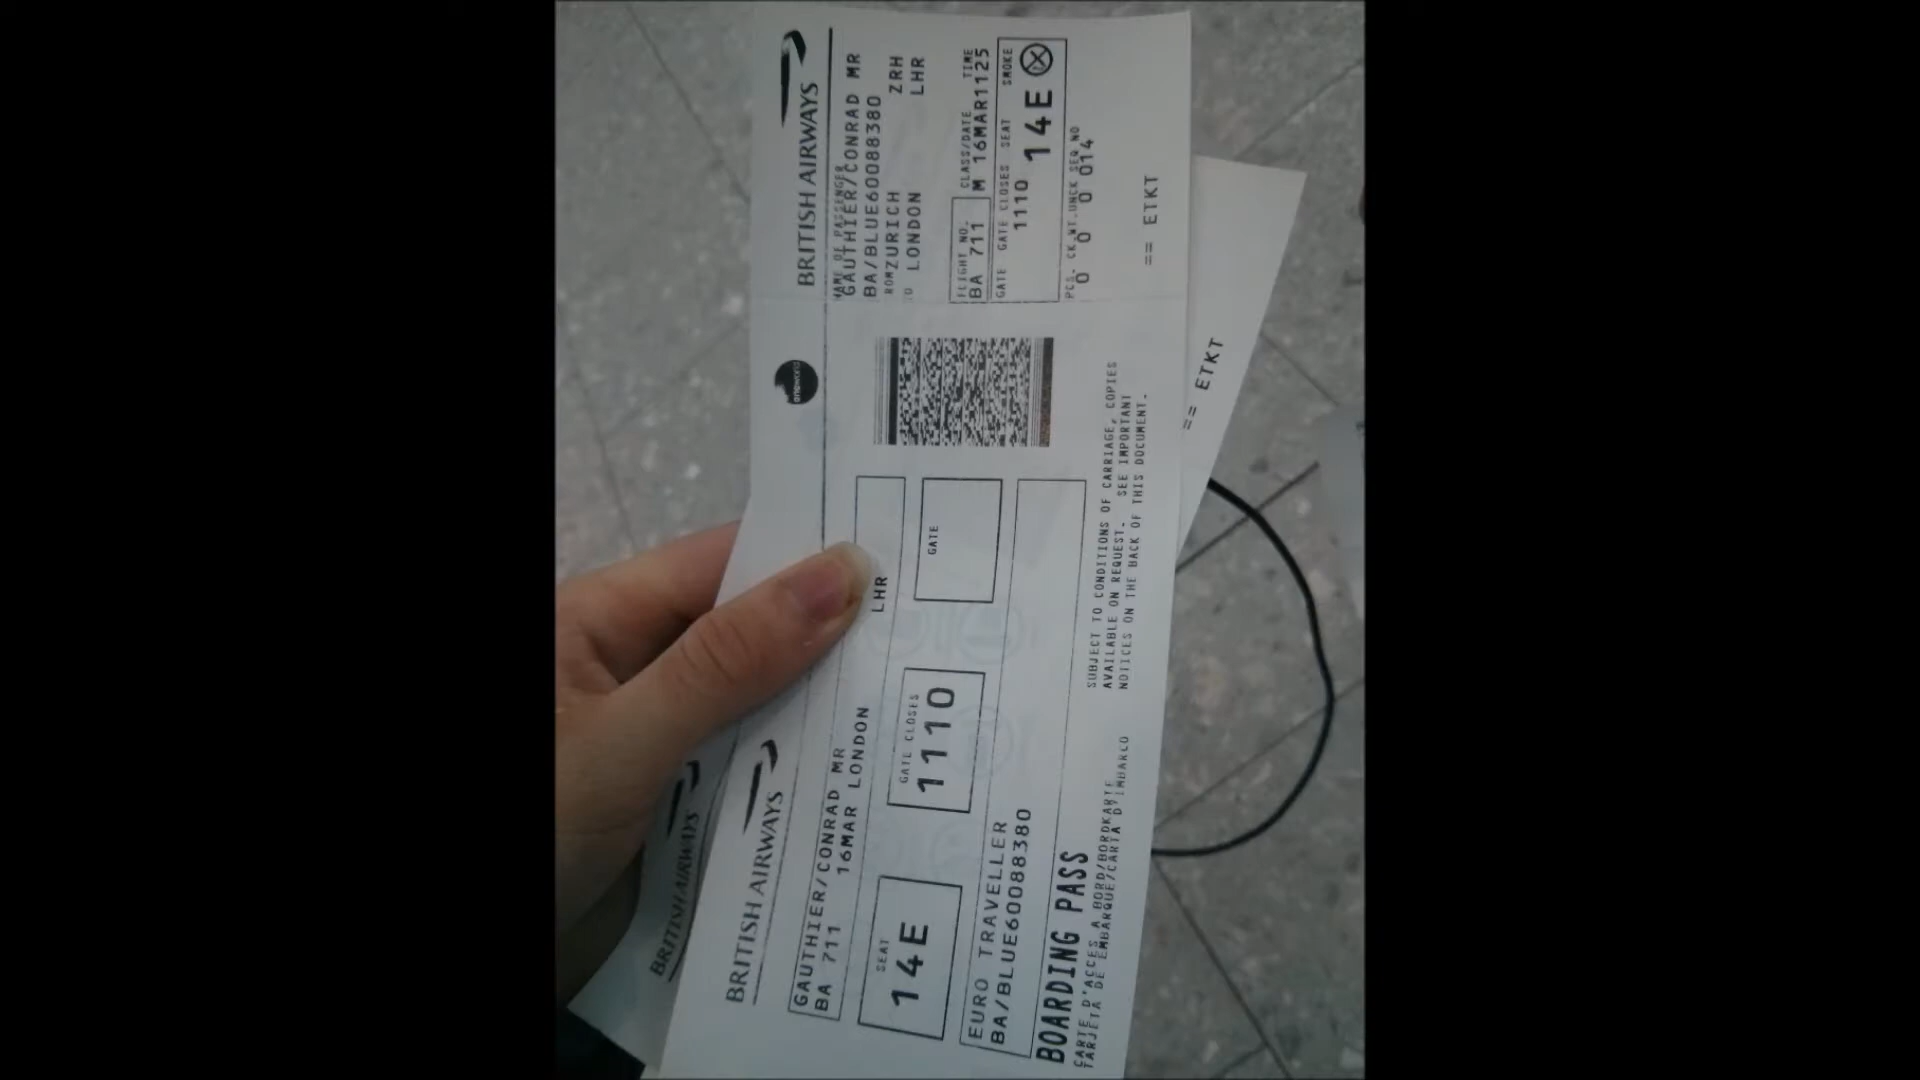 BRITISH AIRWAYS
GAUTHIER/CONRAD MR
BA 711 16MAR LONDON LHR
SEAT
14E
GATE CLOSES
1110
GATE
EURO TRAVELLER
BA/BLUE60088380
BOARDING PASS
CARTE D'ACCES A BORD/BORDKARTE
TARJETA DE EMBARQUE/CARTA D'IMBARCO
SUBJECT TO CONDITIONS OF CARRIAGE, COPIES
AVAILABLE ON REQUEST. SEE IMPORTANT
NOTICES ON THE BACK OF THIS DOCUMENT.
oneworld
BRITISH AIRWAYS
NAME OF PASSENGER
GAUTHIER/CONRAD MR
BA/BLUE60088380
ROMZURICH ZRH
TO LONDON LHR
FLIGHT NO. CLASS/DATE TIME
BA 711 M 16MAR1125
GATE GATE CLOSES SEAT SMOKE
1110 14E
PCS. CK.WT.UNCK SEQ NO
0 0 0 014
== ETKT
BRITISH AIRWAYS
== ETKT